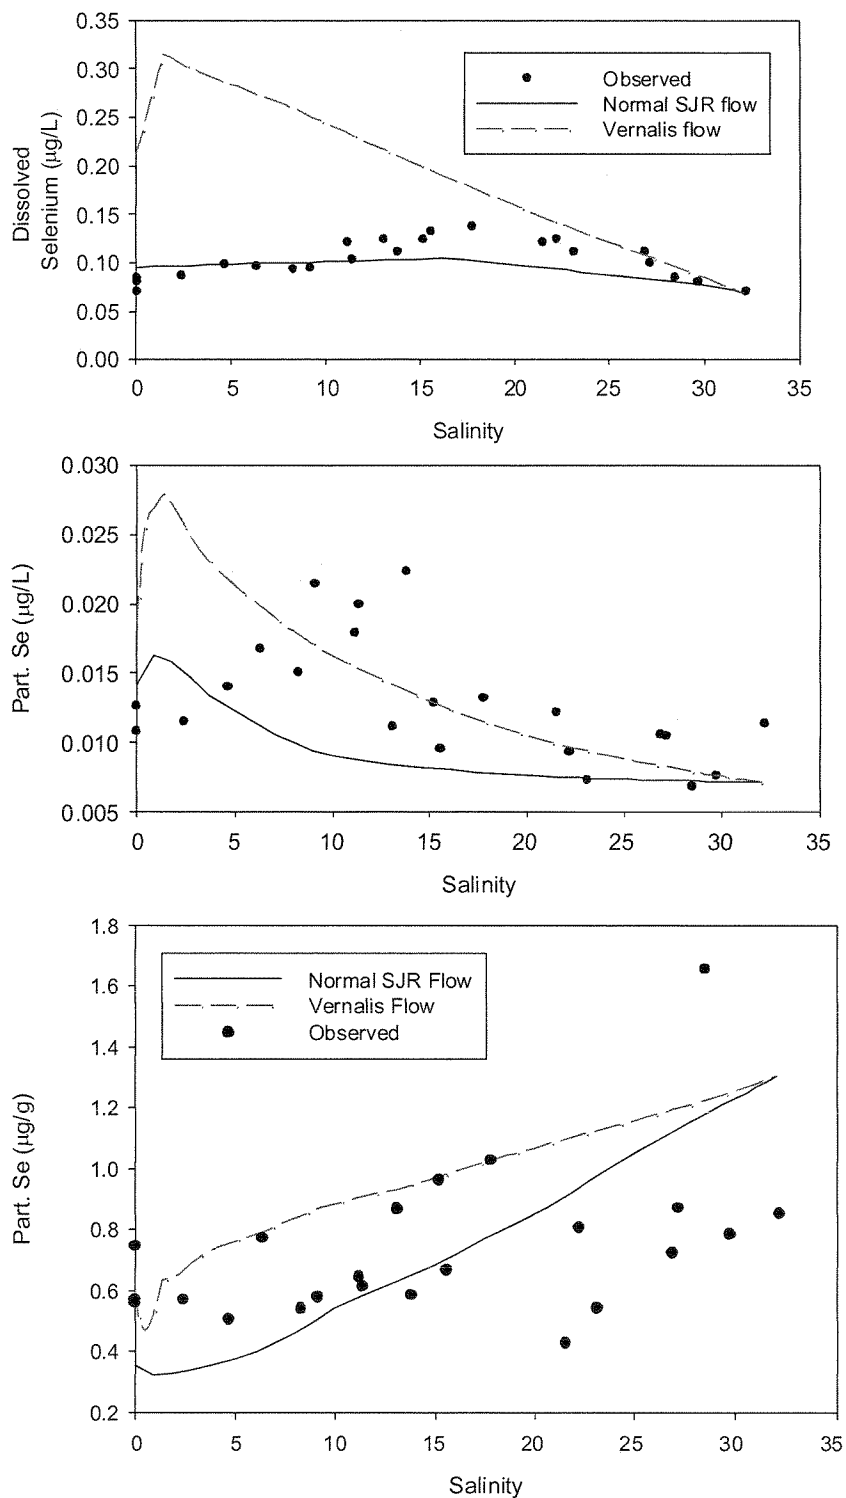 0.35
0.30
0.25
0.20
0.15
0.10
0.05
0.00
Dissolved
Selenium (µg/L)
Observed
Normal SJR flow
Vernalis flow
0 5 10 15 20 25 30 35
Salinity
0.030
0.025
0.020
0.015
0.010
0.005
Part. Se (µg/L)
0 5 10 15 20 25 30 35
Salinity
1.8
1.6
1.4
1.2
1.0
0.8
0.6
0.4
0.2
Part. Se (µg/g)
Normal SJR Flow
Vernalis Flow
Observed
0 5 10 15 20 25 30 35
Salinity